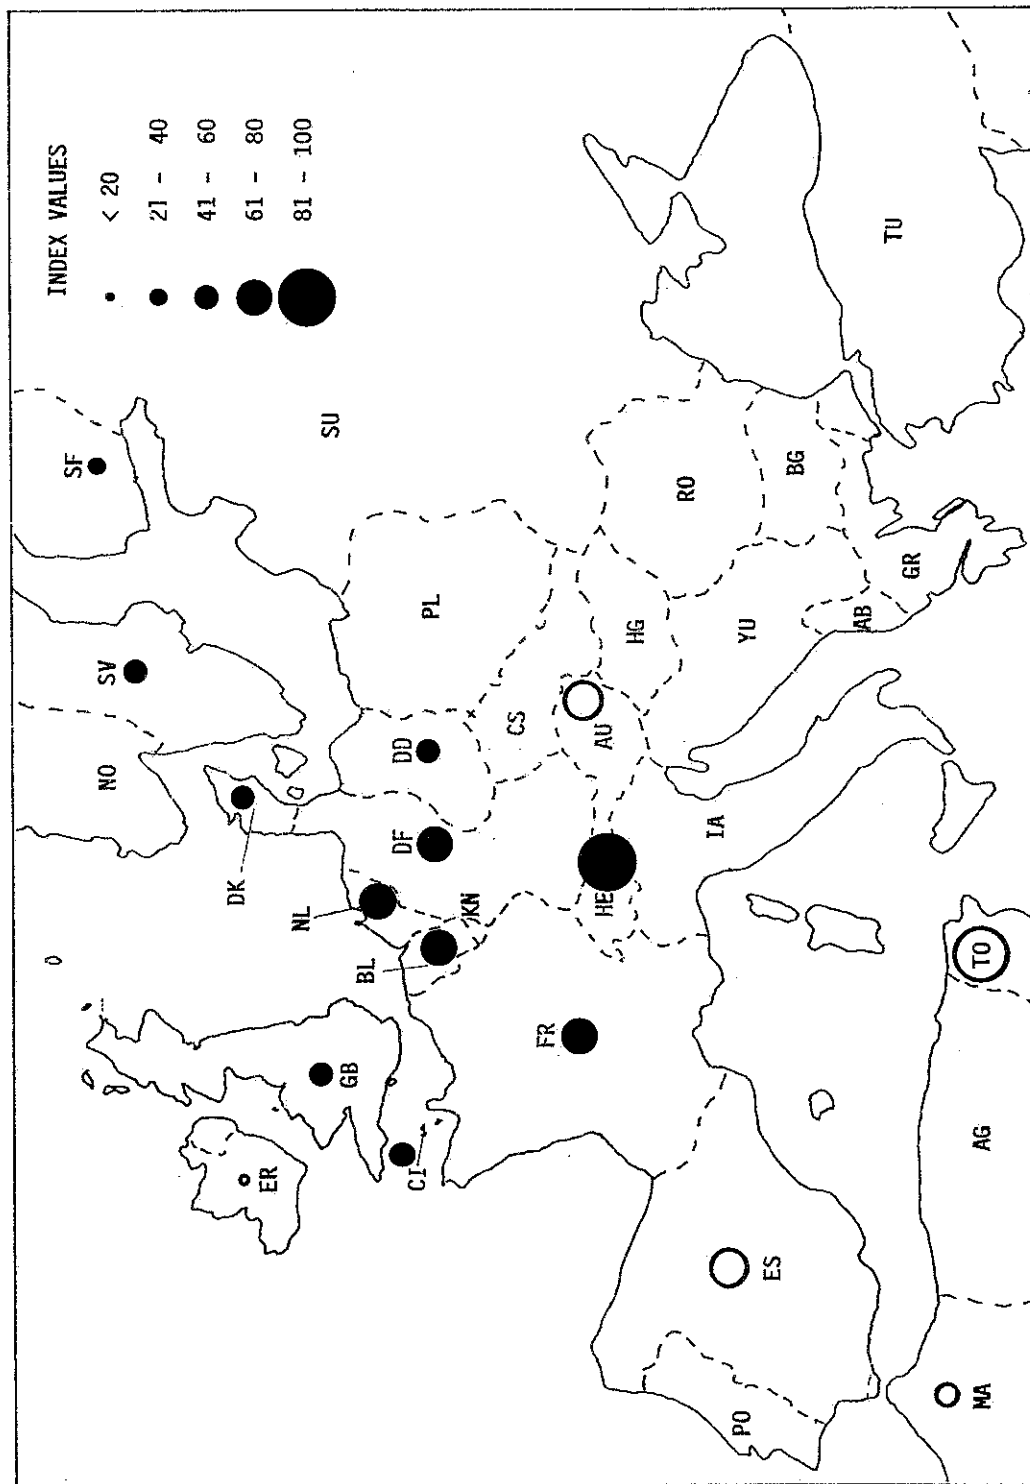 INDEX VALUES
< 20
21 - 40
41 - 60
61 - 80
81 - 100
SF
SU
SV
NO
DK
PL
DD
DF
NL
KN
BL
GB
ER
CI
FR
HE
CS
AU
HG
RO
BG
YU
AB
GR
TU
IA
ES
PO
MA
AG
TO